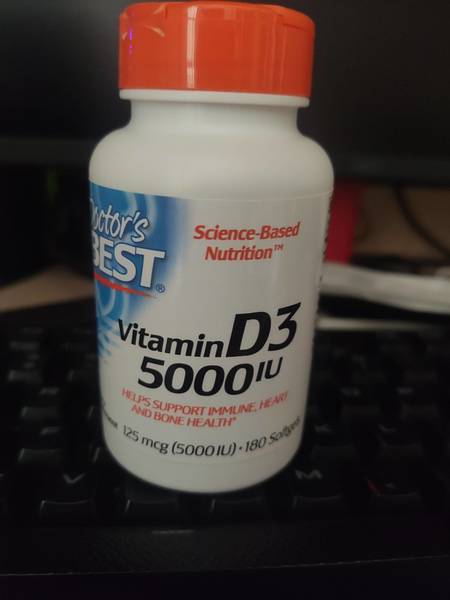 Doctor's
BEST®
Science-Based
Nutrition™
Vitamin D3
5000 IU
HELPS SUPPORT IMMUNE, HEART
AND BONE HEALTH*
125 mcg (5000 IU) • 180 Softgels
V
M